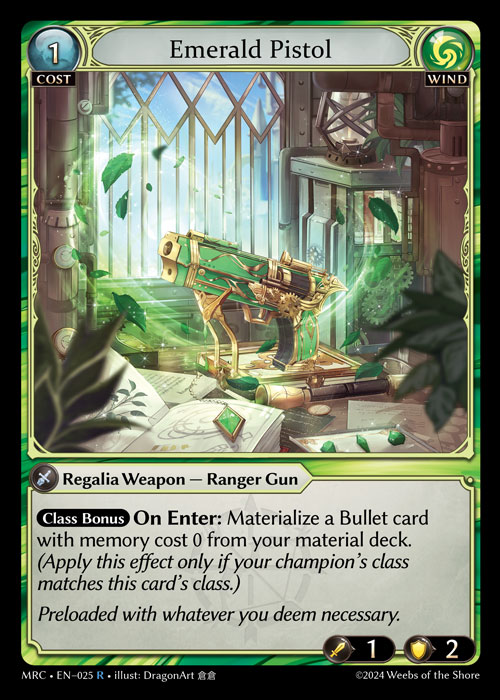 1
Emerald Pistol
COST
WIND
Regalia Weapon — Ranger Gun
Class Bonus On Enter: Materialize a Bullet card
with memory cost 0 from your material deck.
(Apply this effect only if your champion's class
matches this card's class.)
Preloaded with whatever you deem necessary.
1
2
MRC • EN–025 R • illust: DragonArt 倉倉
©2024 Weebs of the Shore